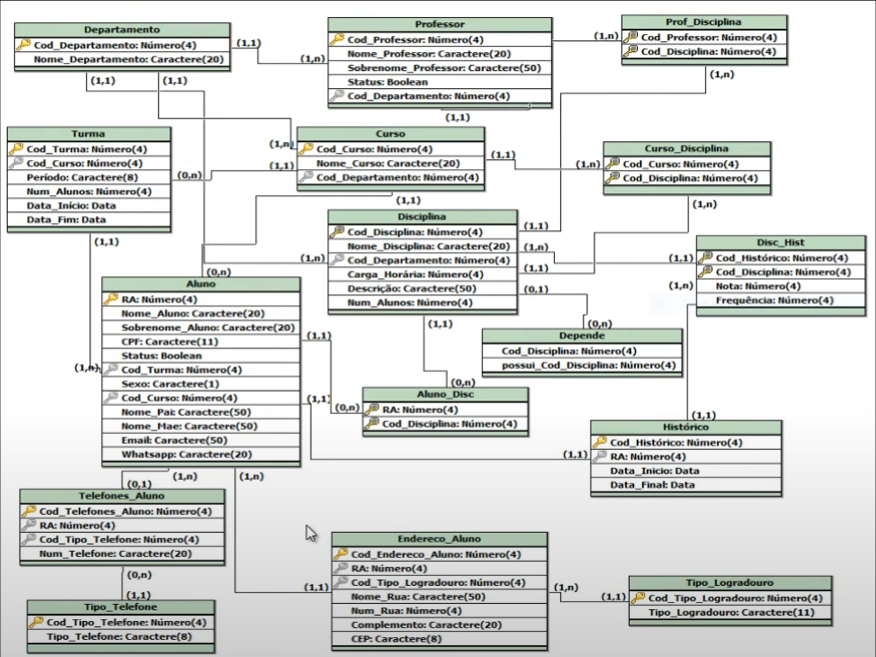 Departamento
Cod_Departamento: Número(4)
Nome_Departamento: Caractere(20)
(1,1)
(1,n)
(1,1)
(1,1)
Professor
Cod_Professor: Número(4)
Nome_Professor: Caractere(20)
Sobrenome_Professor: Caractere(50)
Status: Boolean
Cod_Departamento: Número(4)
(1,n)
(1,1)
Prof_Disciplina
Cod_Professor: Número(4)
Cod_Disciplina: Número(4)
(1,n)
Turma
Cod_Turma: Número(4)
Cod_Curso: Número(4)
Período: Caractere(8)
Num_Alunos: Número(4)
Data_Início: Data
Data_Fim: Data
(0,n)
(1,1)
(1,n)
(1,1)
Curso
Cod_Curso: Número(4)
Nome_Curso: Caractere(20)
Cod_Departamento: Número(4)
(1,1)
(1,n)
(1,1)
Curso_Disciplina
Cod_Curso: Número(4)
Cod_Disciplina: Número(4)
(1,n)
Disciplina
Cod_Disciplina: Número(4)
Nome_Disciplina: Caractere(20)
Cod_Departamento: Número(4)
Carga_Horária: Número(4)
Descrição: Caractere(50)
Num_Alunos: Número(4)
(1,n)
(1,1)
(1,n)
(1,1)
(0,1)
(1,1)
Disc_Hist
Cod_Histórico: Número(4)
Cod_Disciplina: Número(4)
Nota: Número(4)
Frequência: Número(4)
(1,1)
(1,n)
(0,n)
Depende
Cod_Disciplina: Número(4)
possui_Cod_Disciplina: Número(4)
(0,n)
Aluno
RA: Número(4)
Nome_Aluno: Caractere(20)
Sobrenome_Aluno: Caractere(20)
CPF: Caractere(11)
Status: Boolean
Cod_Turma: Número(4)
Sexo: Caractere(1)
Cod_Curso: Número(4)
Nome_Pai: Caractere(50)
Nome_Mae: Caractere(50)
Email: Caractere(50)
Whatsapp: Caractere(20)
(1,n)
(1,1)
(1,1)
(0,n)
(0,n)
Aluno_Disc
RA: Número(4)
Cod_Disciplina: Número(4)
(1,1)
(1,1)
Histórico
Cod_Histórico: Número(4)
RA: Número(4)
Data_Inicio: Data
Data_Final: Data
(0,1)
(1,n)
(1,n)
Telefones_Aluno
Cod_Telefones_Aluno: Número(4)
RA: Número(4)
Cod_Tipo_Telefone: Número(4)
Num_Telefone: Caractere(20)
(0,n)
(1,1)
Tipo_Telefone
Cod_Tipo_Telefone: Número(4)
Tipo_Telefone: Caractere(8)
(1,1)
Endereco_Aluno
Cod_Endereco_Aluno: Número(4)
RA: Número(4)
Cod_Tipo_Logradouro: Número(4)
Nome_Rua: Caractere(50)
Num_Rua: Número(4)
Complemento: Caractere(20)
CEP: Caractere(8)
(1,n)
(1,1)
Tipo_Logradouro
Cod_Tipo_Logradouro: Número(4)
Tipo_Logradouro: Caractere(11)